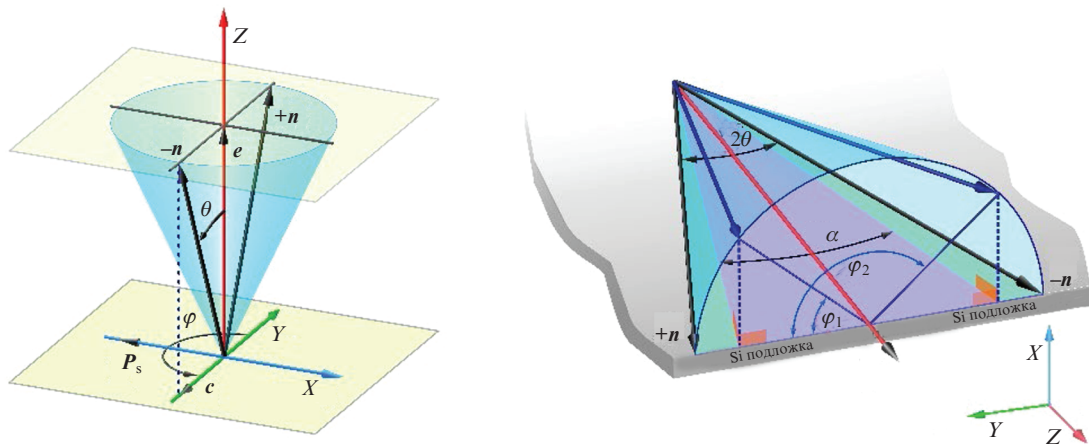 Z
+n
–n
e
θ
φ
Y
P_s
c
X
2θ
α
φ₂
φ₁
+n
–n
Si подложка
Si подложка
X
Y
Z